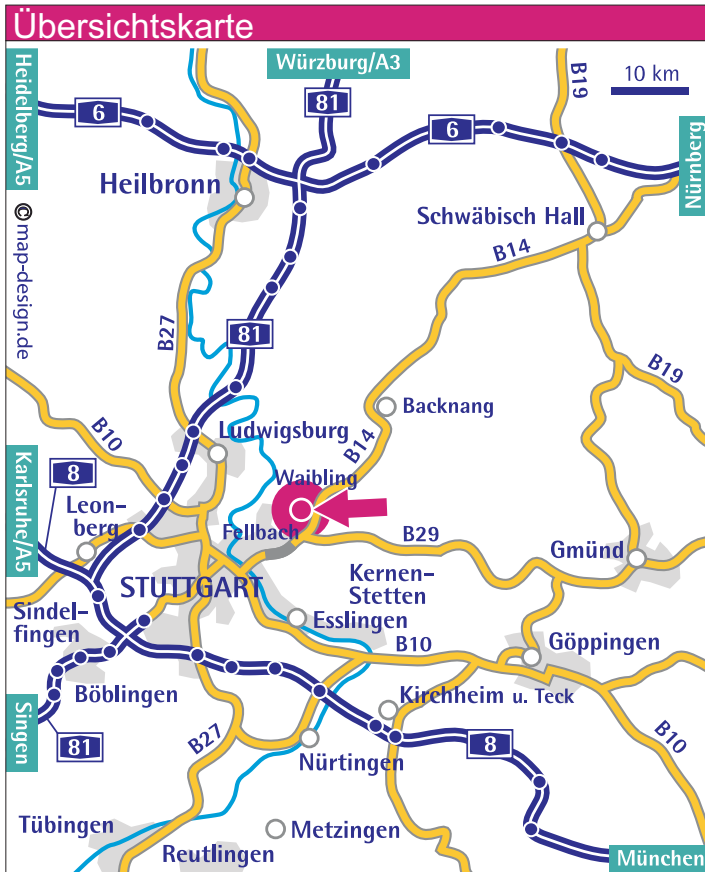 Übersichtskarte
Heidelberg/A5
Würzburg/A3
81
B19
10 km
6
6
Nürnberg
Heilbronn
© map-design.de
Schwäbisch Hall
B14
B27
81
B19
Backnang
B10
Ludwigsburg
B14
Karlsruhe/A5
8
Waibling
Leon-
berg
Fellbach
B29
Gmünd
STUTTGART
Kernen-
Stetten
Sindel-
fingen
Esslingen
B10
Göppingen
Böblingen
Kirchheim u. Teck
Singen
81
B27
8
B10
Nürtingen
Tübingen
Metzingen
Reutlingen
München